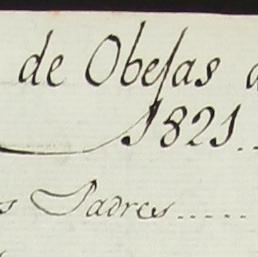 de Obejas a
1821..
s Padres.....